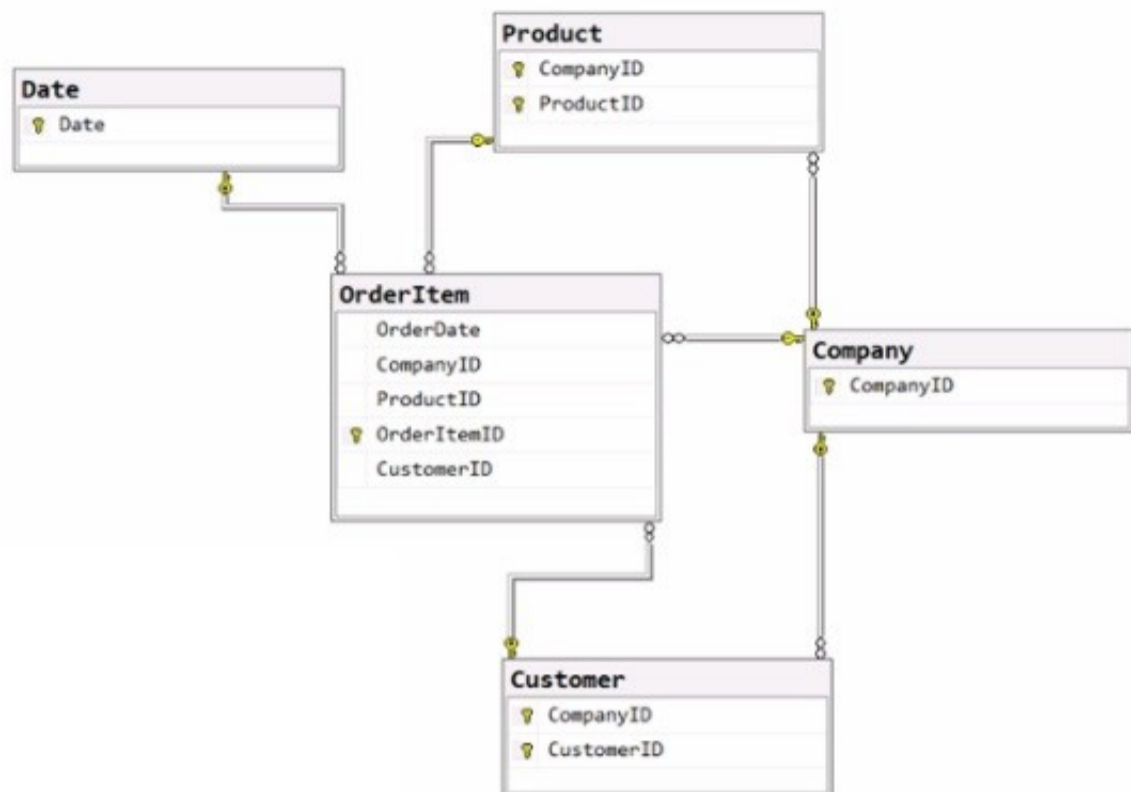 Product
CompanyID
ProductID
Date
Date
OrderItem
OrderDate
CompanyID
ProductID
OrderItemID
CustomerID
Company
CompanyID
Customer
CompanyID
CustomerID